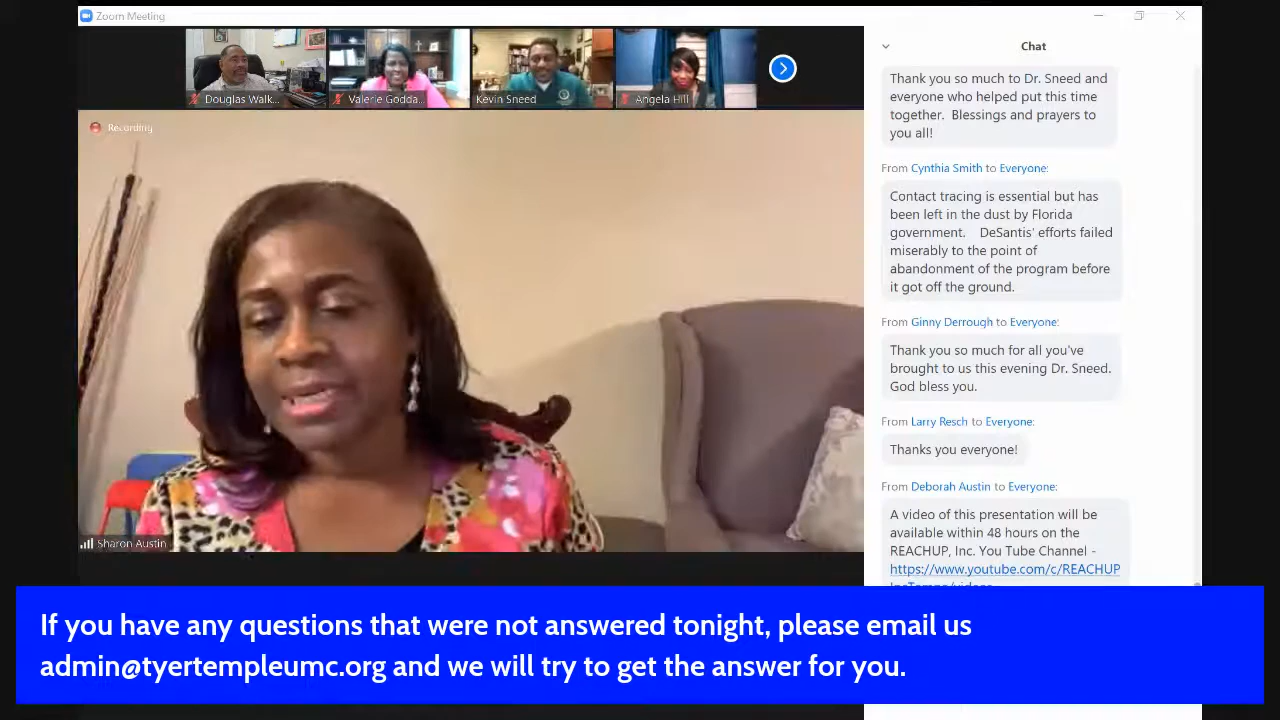 Zoom Meeting
Douglas Walk...
Valerie Godda...
Kevin Sneed
Angela Hill
Recording
Sharon Austin
Chat
Thank you so much to Dr. Sneed and
everyone who helped put this time
together. Blessings and prayers to
you all!
From Cynthia Smith to Everyone:
Contact tracing is essential but has
been left in the dust by Florida
government. DeSantis' efforts failed
miserably to the point of
abandonment of the program before
it got off the ground.
From Ginny Derrough to Everyone:
Thank you so much for all you've
brought to us this evening Dr. Sneed.
God bless you.
From Larry Resch to Everyone:
Thanks you everyone!
From Deborah Austin to Everyone:
A video of this presentation will be
available within 48 hours on the
REACHUP, Inc. You Tube Channel -
https://www.youtube.com/c/REACHUP
If you have any questions that were not answered tonight, please email us
admin@tyertempleumc.org and we will try to get the answer for you.